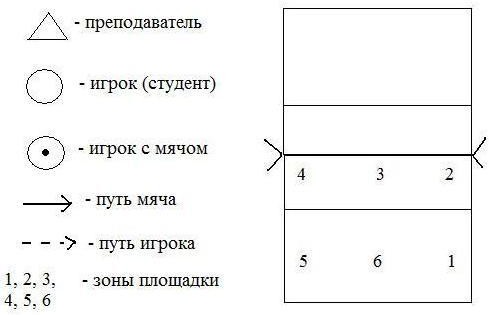 - преподаватель
- игрок (студент)
- игрок с мячом
- путь мяча
- путь игрока
1, 2, 3, - зоны площадки
4, 5, 6
4 3 2
5 6 1